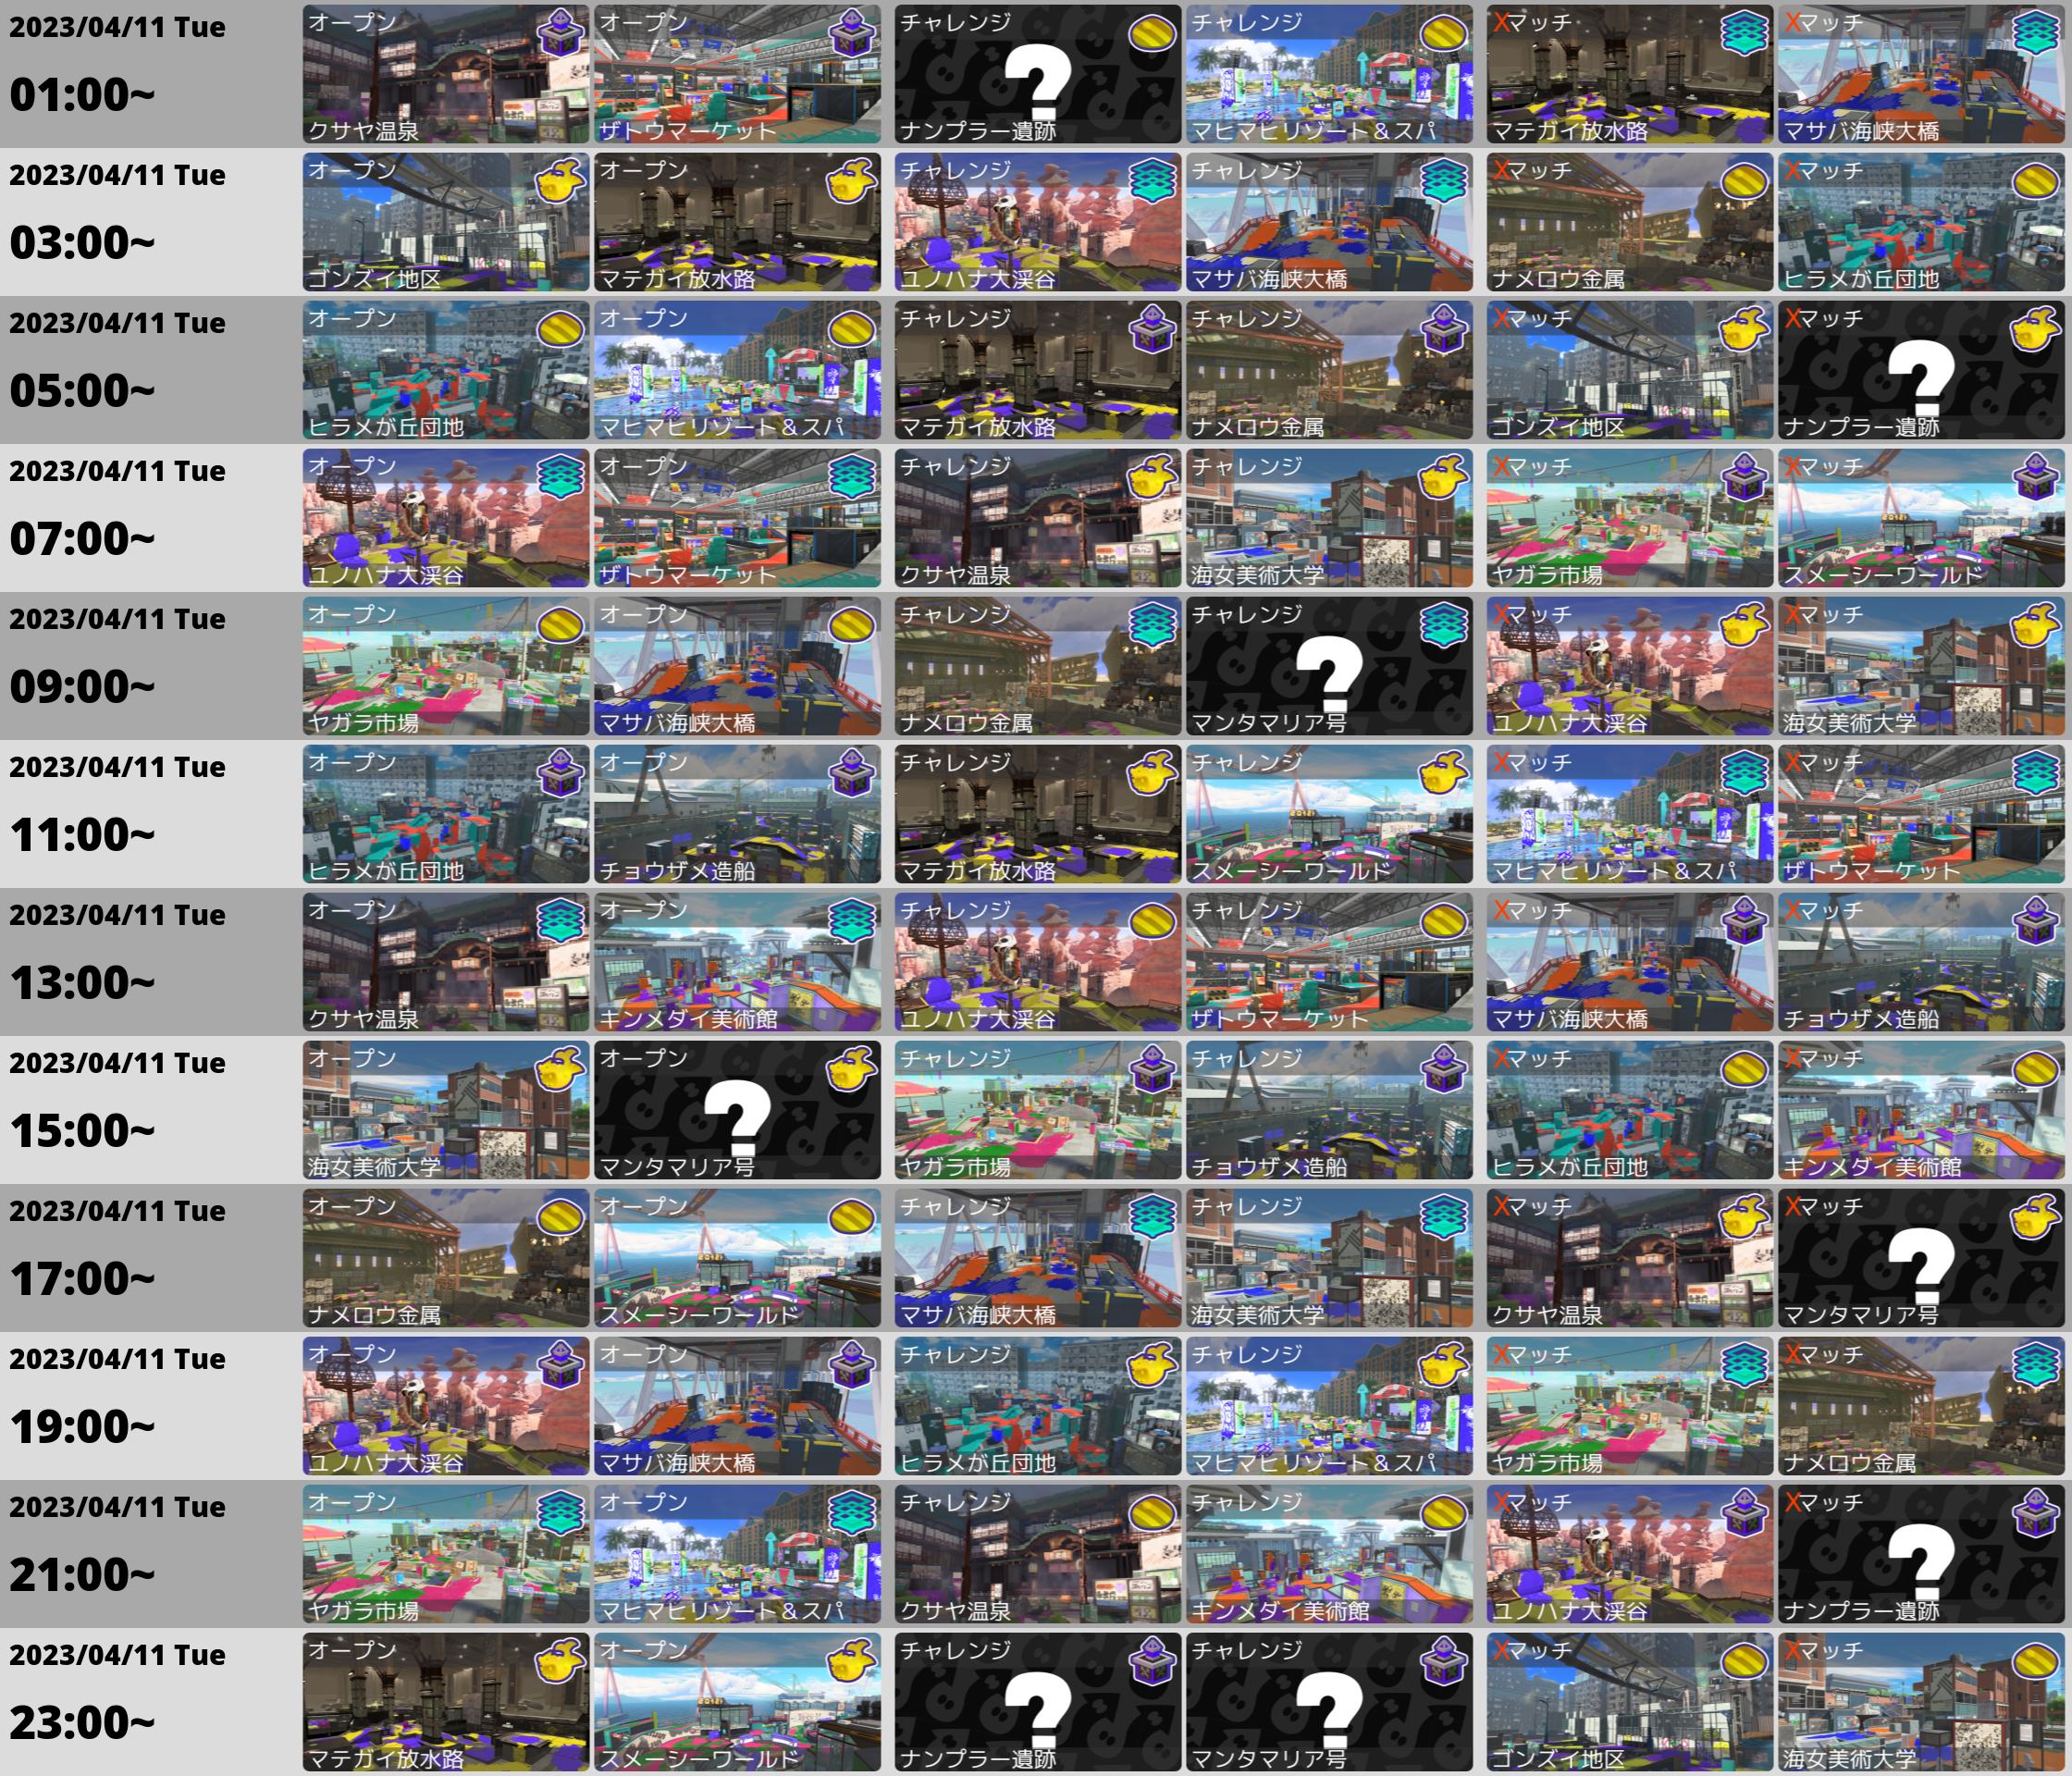 2023/04/11 Tue
01:00~
オープン オープン チャレンジ チャレンジ Xマッチ Xマッチ
クサヤ温泉 ザトウマーケット ナンプラー遺跡 マヒマヒリゾート＆スパ マテガイ放水路 マサバ海峡大橋
2023/04/11 Tue
03:00~
オープン オープン チャレンジ チャレンジ Xマッチ Xマッチ
ゴンズイ地区 マテガイ放水路 ユノハナ大渓谷 マサバ海峡大橋 ナメロウ金属 ヒラメが丘団地
2023/04/11 Tue
05:00~
オープン オープン チャレンジ チャレンジ Xマッチ Xマッチ
ヒラメが丘団地 マヒマヒリゾート＆スパ マテガイ放水路 ナメロウ金属 ゴンズイ地区 ナンプラー遺跡
2023/04/11 Tue
07:00~
オープン オープン チャレンジ チャレンジ Xマッチ Xマッチ
ユノハナ大渓谷 ザトウマーケット クサヤ温泉 海女美術大学 ヤガラ市場 スメーシーワールド
2023/04/11 Tue
09:00~
オープン オープン チャレンジ チャレンジ Xマッチ Xマッチ
ヤガラ市場 マサバ海峡大橋 ナメロウ金属 マンタマリア号 ユノハナ大渓谷 海女美術大学
2023/04/11 Tue
11:00~
オープン オープン チャレンジ チャレンジ Xマッチ Xマッチ
ヒラメが丘団地 チョウザメ造船 マテガイ放水路 スメーシーワールド マヒマヒリゾート＆スパ ザトウマーケット
2023/04/11 Tue
13:00~
オープン オープン チャレンジ チャレンジ Xマッチ Xマッチ
クサヤ温泉 キンメダイ美術館 ユノハナ大渓谷 ザトウマーケット マサバ海峡大橋 チョウザメ造船
2023/04/11 Tue
15:00~
オープン オープン チャレンジ チャレンジ Xマッチ Xマッチ
海女美術大学 マンタマリア号 ヤガラ市場 チョウザメ造船 ヒラメが丘団地 キンメダイ美術館
2023/04/11 Tue
17:00~
オープン オープン チャレンジ チャレンジ Xマッチ Xマッチ
ナメロウ金属 スメーシーワールド マサバ海峡大橋 海女美術大学 クサヤ温泉 マンタマリア号
2023/04/11 Tue
19:00~
オープン オープン チャレンジ チャレンジ Xマッチ Xマッチ
ユノハナ大渓谷 マサバ海峡大橋 ヒラメが丘団地 マヒマヒリゾート＆スパ ヤガラ市場 ナメロウ金属
2023/04/11 Tue
21:00~
オープン オープン チャレンジ チャレンジ Xマッチ Xマッチ
ヤガラ市場 マヒマヒリゾート＆スパ クサヤ温泉 キンメダイ美術館 ユノハナ大渓谷 ナンプラー遺跡
2023/04/11 Tue
23:00~
オープン オープン チャレンジ チャレンジ Xマッチ Xマッチ
マテガイ放水路 スメーシーワールド ナンプラー遺跡 マンタマリア号 ゴンズイ地区 海女美術大学